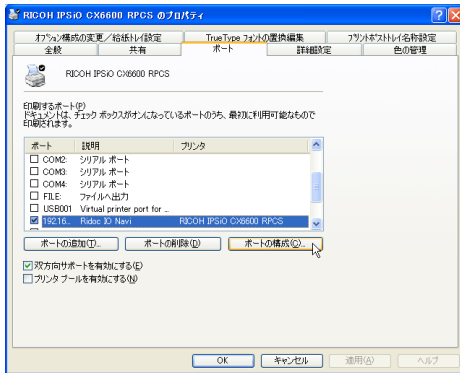 RICOH IPSiO CX6600 RPCS のプロパティ
オプション構成の変更/給紙トレイ設定
TrueType フォントの置換編集
プリントポストトレイ名称設定
全般
共有
ポート
詳細設定
色の管理
RICOH IPSiO CX6600 RPCS
印刷するポート(P)
ドキュメントは、チェック ボックスがオンになっているポートのうち、最初に利用可能なもので
印刷されます。
ポート 説明 プリンタ
COM2: シリアル ポート
COM3: シリアル ポート
COM4: シリアル ポート
FILE: ファイルへ出力
USB001 Virtual printer port for ...
192.16... Ridoc IO Navi RICOH IPSiO CX6600 RPCS
ポートの追加(T)...
ポートの削除(D)
ポートの構成(C)...
双方向サポートを有効にする(E)
プリンタ プールを有効にする(N)
OK
キャンセル
適用(A)
ヘルプ